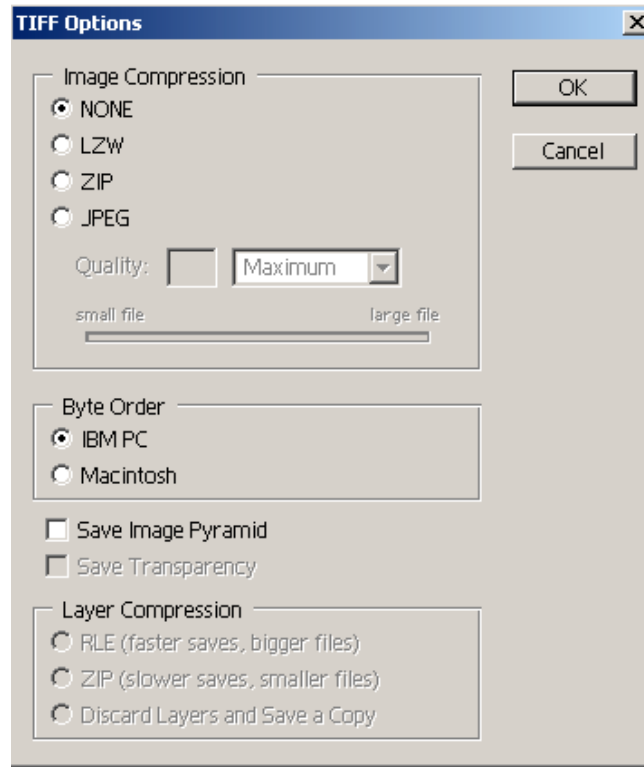 TIFF Options
Image Compression
NONE
LZW
ZIP
JPEG
Quality: Maximum
small file large file
OK
Cancel
Byte Order
IBM PC
Macintosh
Save Image Pyramid
Save Transparency
Layer Compression
RLE (faster saves, bigger files)
ZIP (slower saves, smaller files)
Discard Layers and Save a Copy